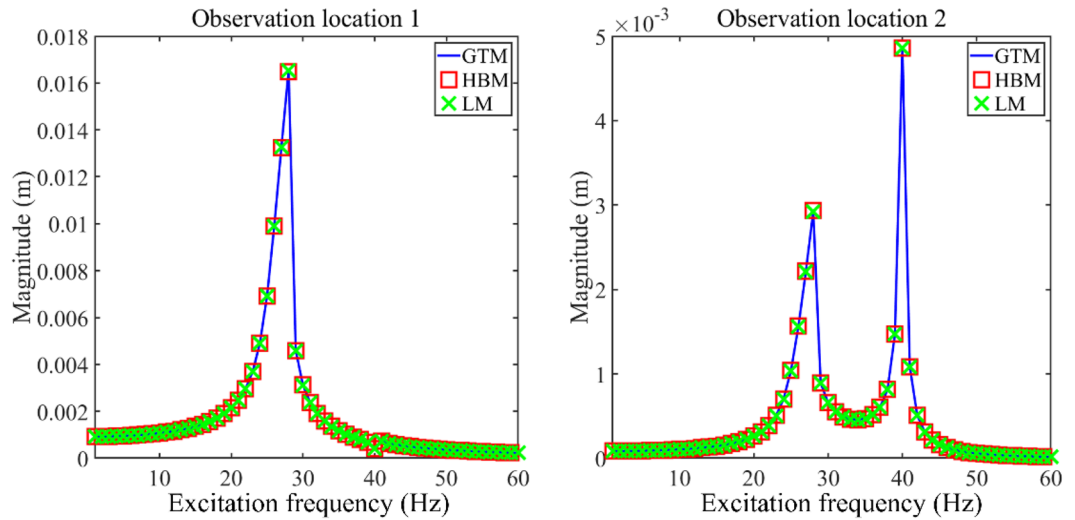 Observation location 1
0.018
0.016
0.014
0.012
0.01
0.008
0.006
0.004
0.002
0
10
20
30
40
50
60
Magnitude (m)
Excitation frequency (Hz)
GTM
HBM
LM
Observation location 2
×10⁻³
5
4
3
2
1
0
10
20
30
40
50
60
Magnitude (m)
Excitation frequency (Hz)
GTM
HBM
LM